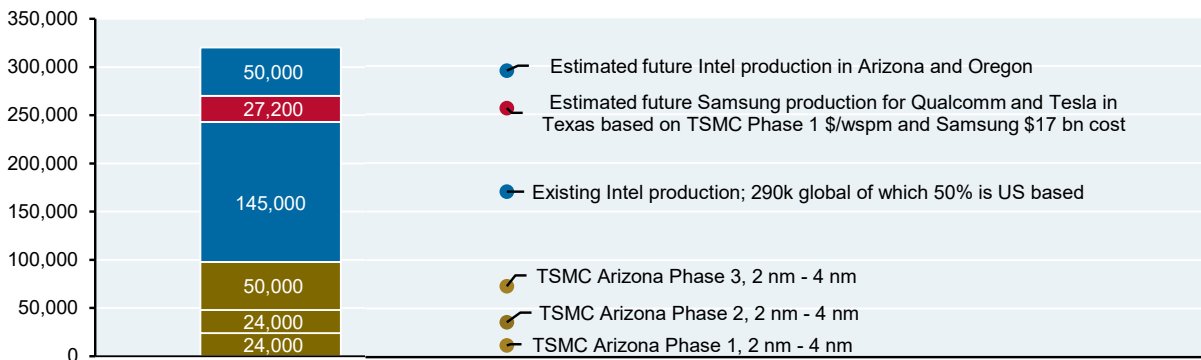 350,000
300,000
250,000
200,000
150,000
100,000
50,000
0
50,000
27,200
145,000
50,000
24,000
24,000
Estimated future Intel production in Arizona and Oregon
Estimated future Samsung production for Qualcomm and Tesla in
Texas based on TSMC Phase 1 $/wspm and Samsung $17 bn cost
Existing Intel production; 290k global of which 50% is US based
TSMC Arizona Phase 3, 2 nm - 4 nm
TSMC Arizona Phase 2, 2 nm - 4 nm
TSMC Arizona Phase 1, 2 nm - 4 nm